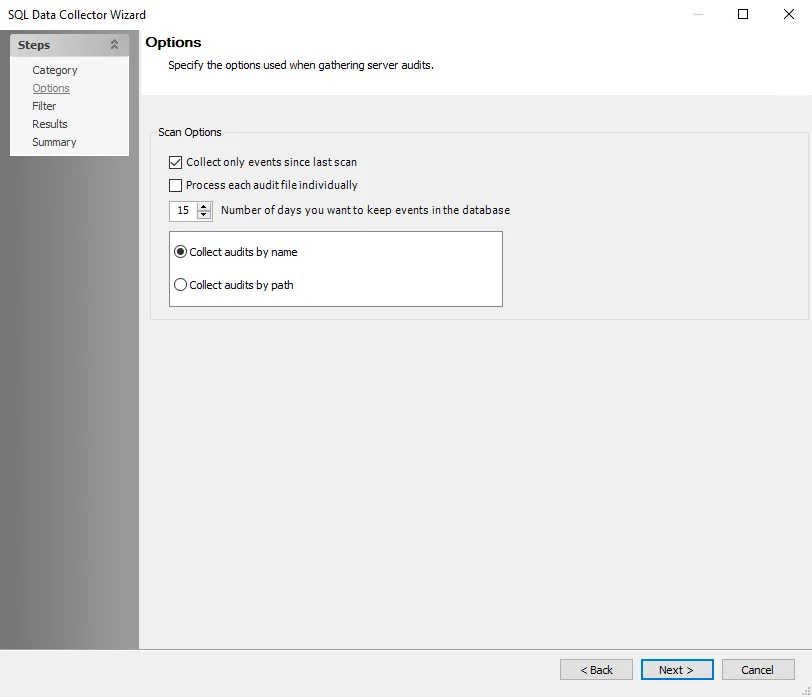 SQL Data Collector Wizard
Steps
Category
Options
Filter
Results
Summary
Options
Specify the options used when gathering server audits.
Scan Options
Collect only events since last scan
Process each audit file individually
15 Number of days you want to keep events in the database
Collect audits by name
Collect audits by path
< Back Next > Cancel